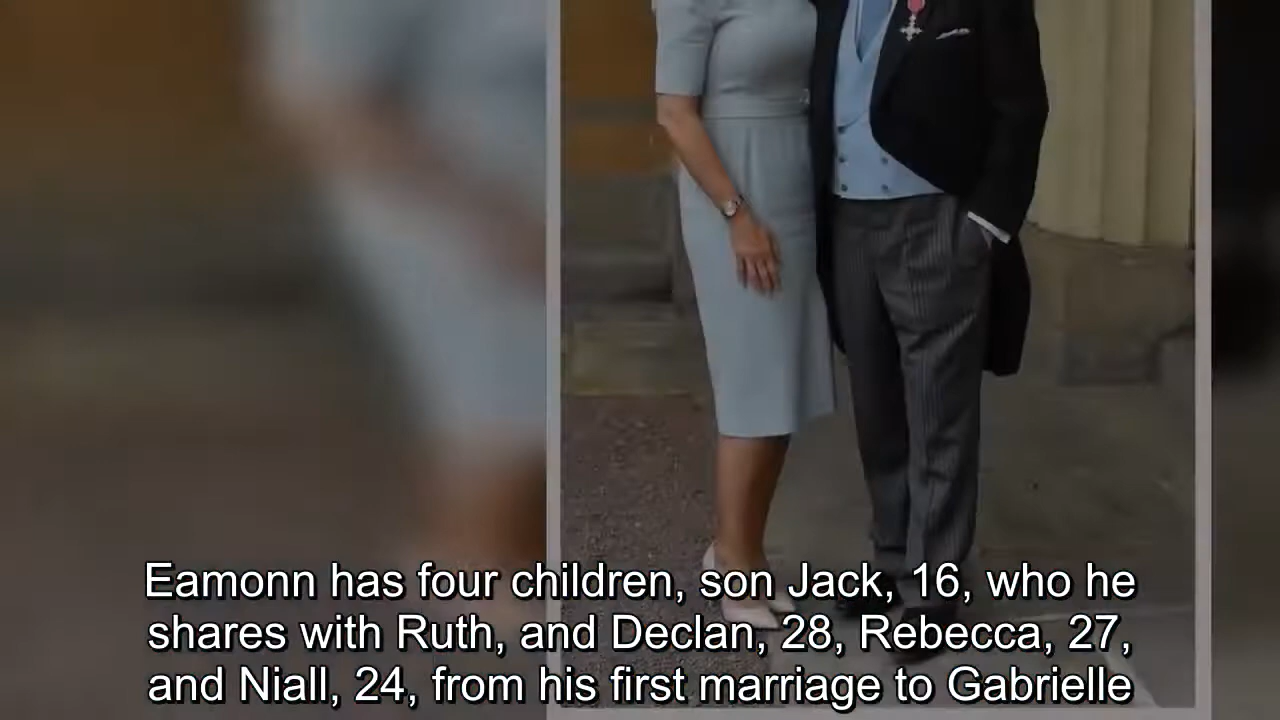 Eamonn has four children, son Jack, 16, who he
shares with Ruth, and Declan, 28, Rebecca, 27,
and Niall, 24, from his first marriage to Gabrielle